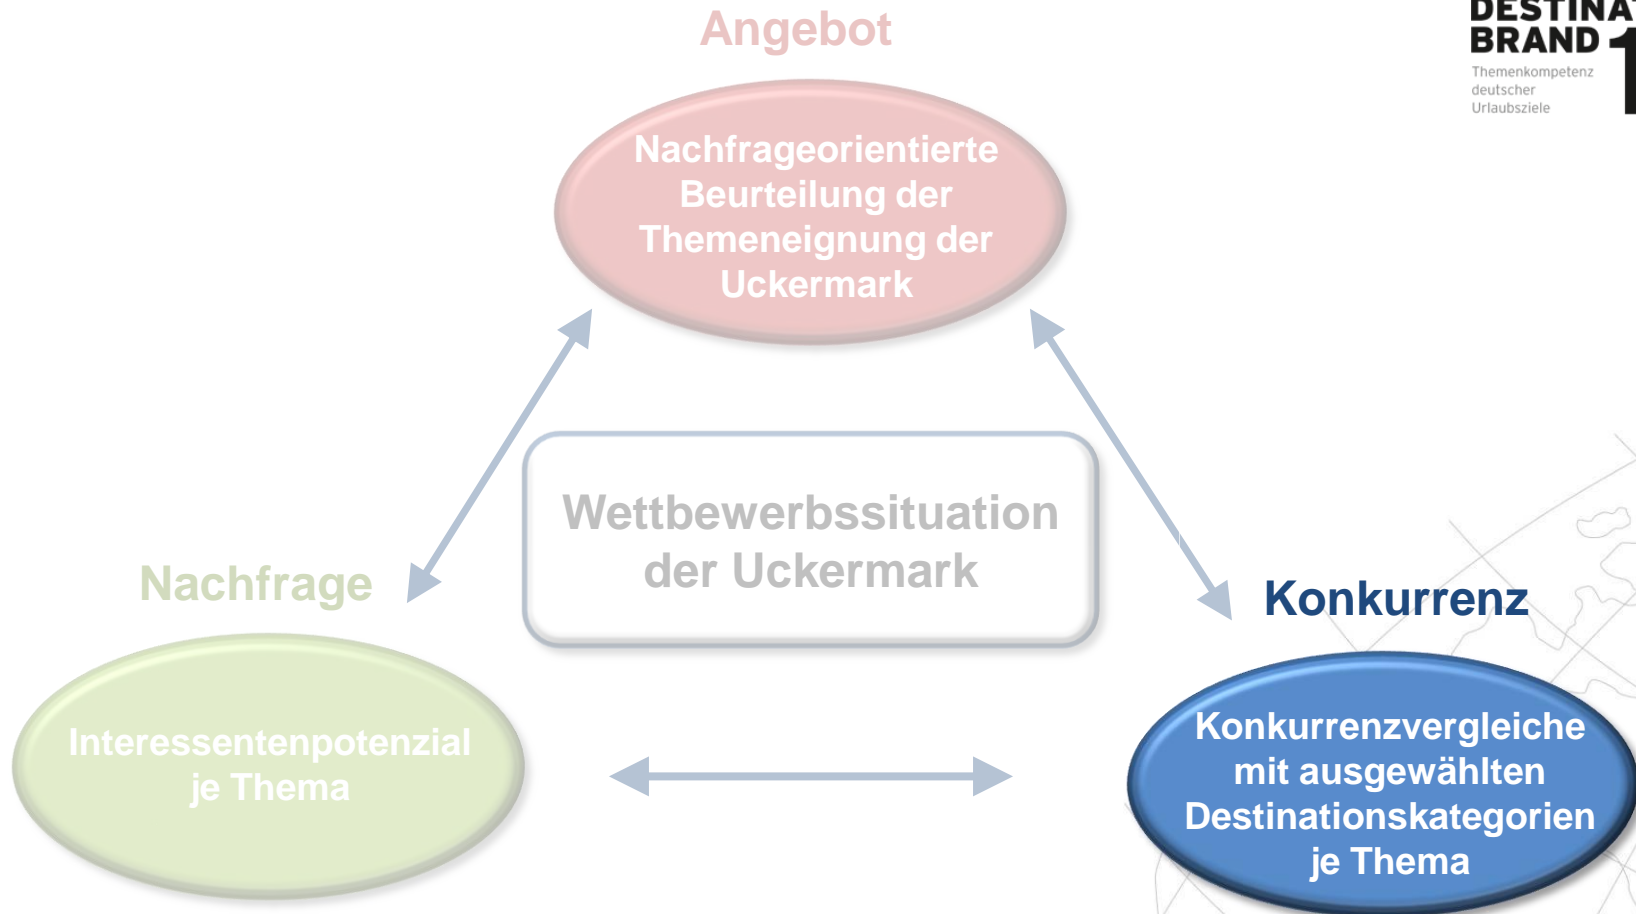 Angebot
BRAND
Themenkompetenz
deutscher
Urlaubsziele
Nachfrageorientierte
Beurteilung der
Themeneignung der
Uckermark
Wettbewerbssituation
der Uckermark
Nachfrage
Konkurrenz
Interessentenpotenzial
je Thema
Konkurrenzvergleiche
mit ausgewählten
Destinationskategorien
je Thema